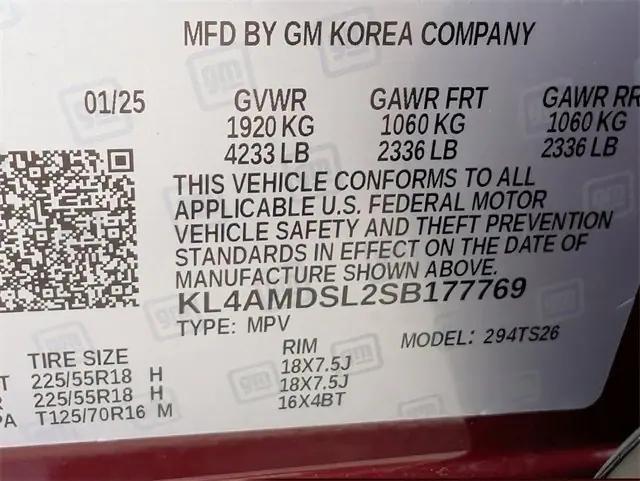 MFD BY GM KOREA COMPANY
01/25 GVWR GAWR FRT GAWR RR
1920 KG 1060 KG 1060 KG
4233 LB 2336 LB 2336 LB
THIS VEHICLE CONFORMS TO ALL
APPLICABLE U.S. FEDERAL MOTOR
VEHICLE SAFETY AND THEFT PREVENTION
STANDARDS IN EFFECT ON THE DATE OF
MANUFACTURE SHOWN ABOVE.
KL4AMDSL2SB177769
TYPE: MPV MODEL: 294TS26
TIRE SIZE RIM
T 225/55R18 H 18X7.5J
R 225/55R18 H 18X7.5J
PA T125/70R16 M 16X4BT